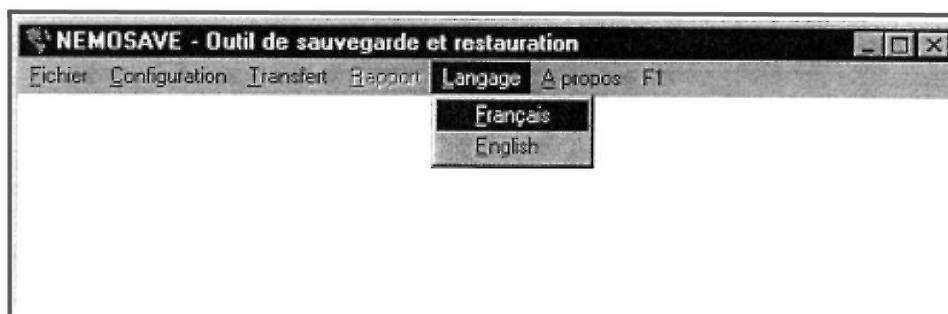 NEMOSAVE - Outil de sauvegarde et restauration
Fichier Configuration Transfert Rapport Langage A propos F1
Français
English